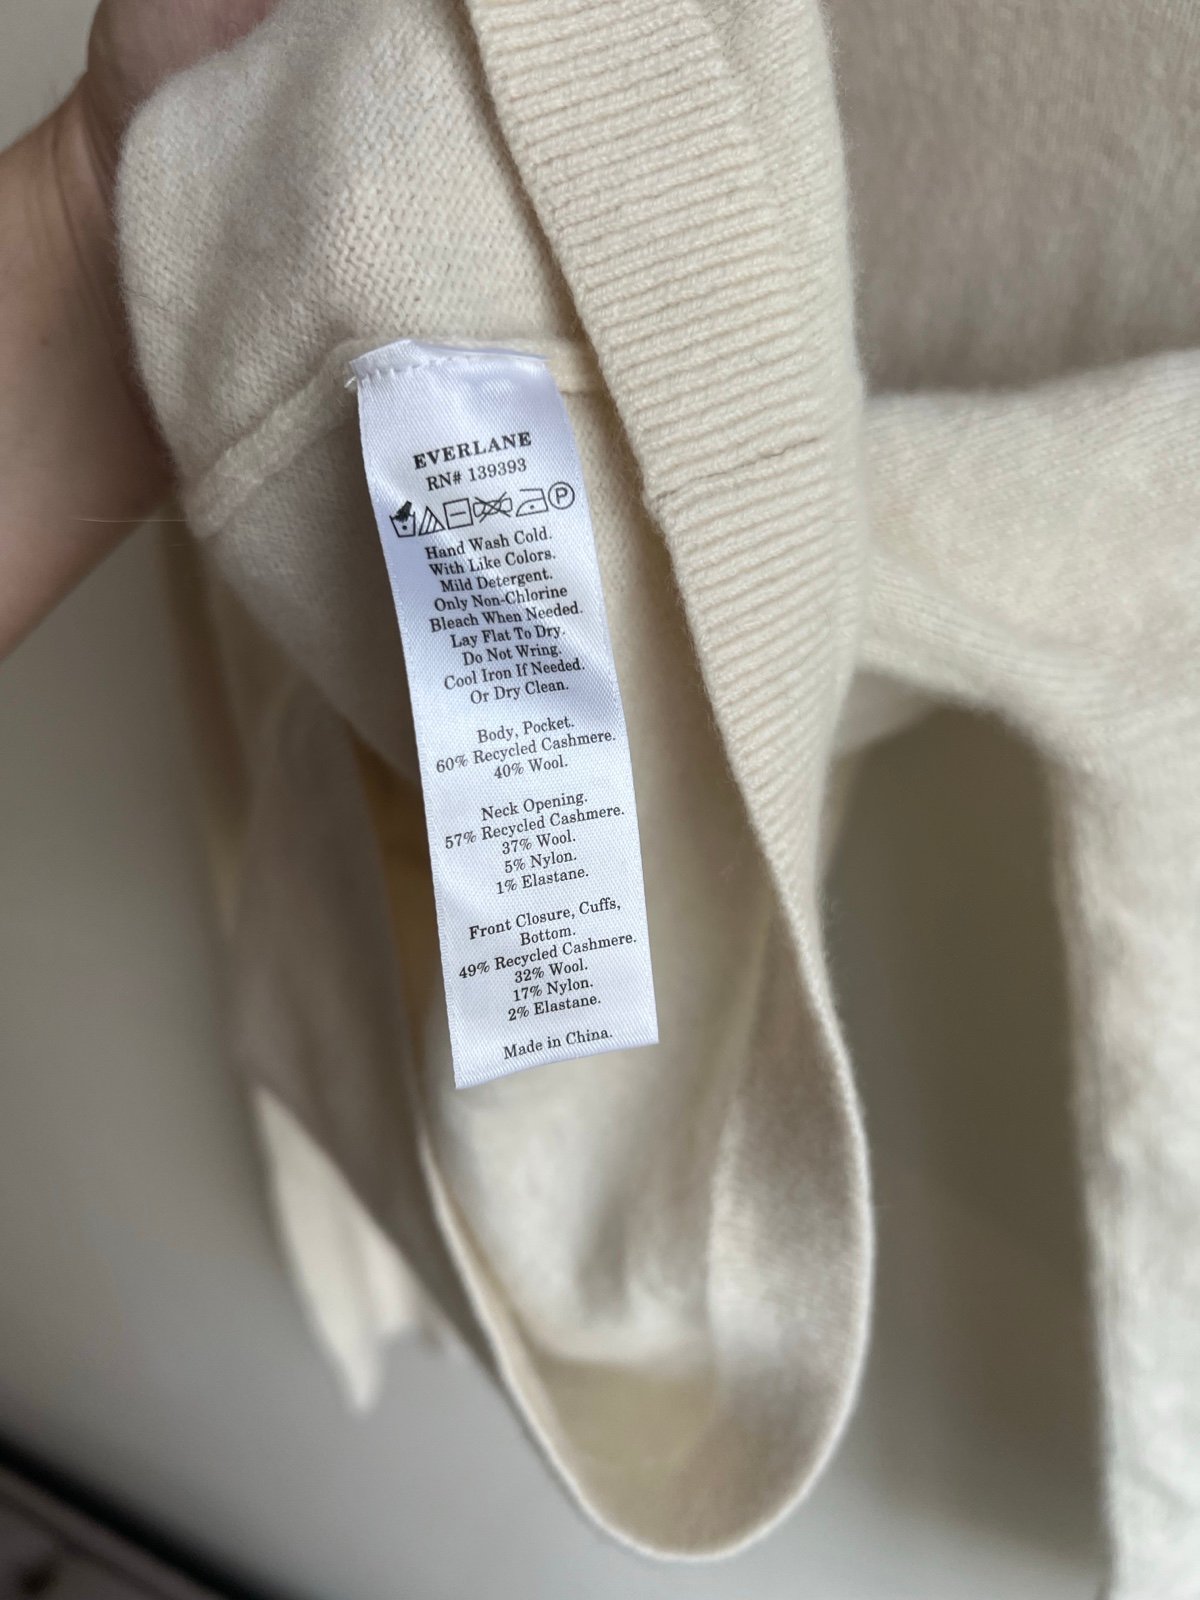 EVERLANE
RN# 139393
P
Hand Wash Cold.
With Like Colors.
Mild Detergent.
Only Non-Chlorine
Bleach When Needed.
Lay Flat To Dry.
Do Not Wring.
Cool Iron If Needed.
Or Dry Clean.
Body, Pocket.
60% Recycled Cashmere.
40% Wool.
Neck Opening.
57% Recycled Cashmere.
37% Wool.
5% Nylon.
1% Elastane.
Front Closure, Cuffs,
Bottom.
49% Recycled Cashmere.
32% Wool.
17% Nylon.
2% Elastane.
Made in China.